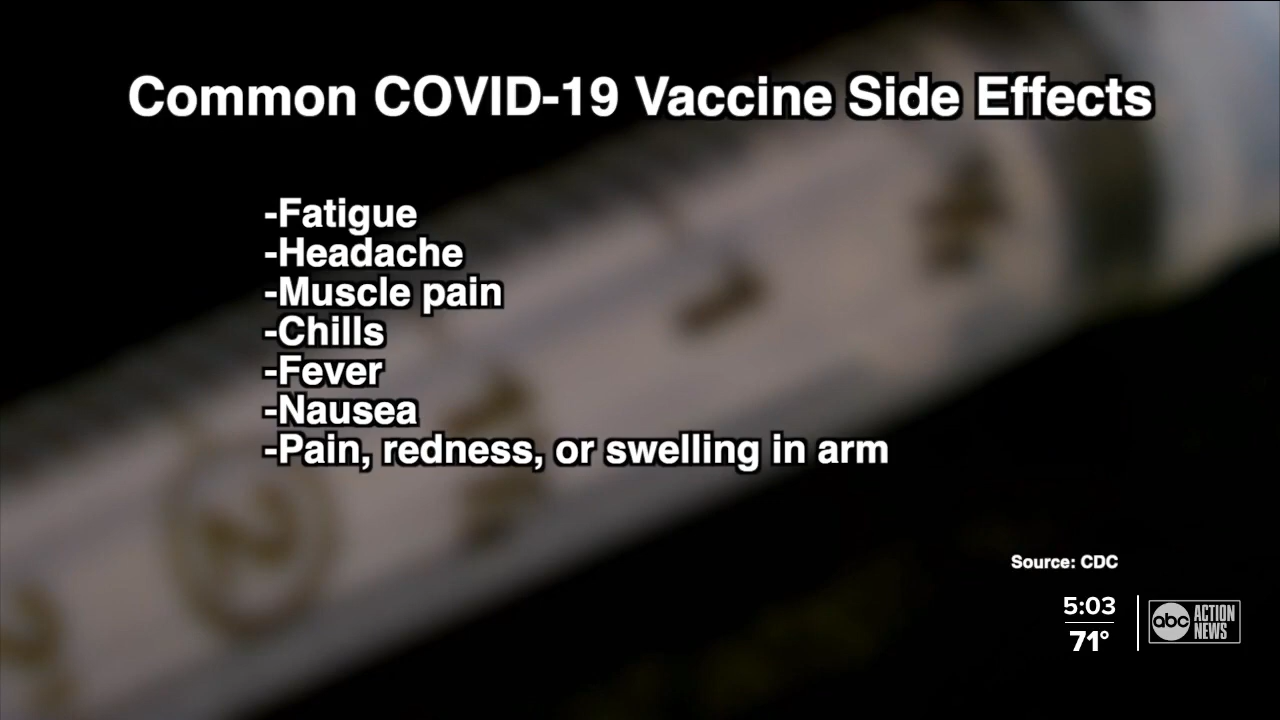 Common COVID-19 Vaccine Side Effects
-Fatigue
-Headache
-Muscle pain
-Chills
-Fever
-Nausea
-Pain, redness, or swelling in arm
Source: CDC
5:03
71°
abc ACTION NEWS